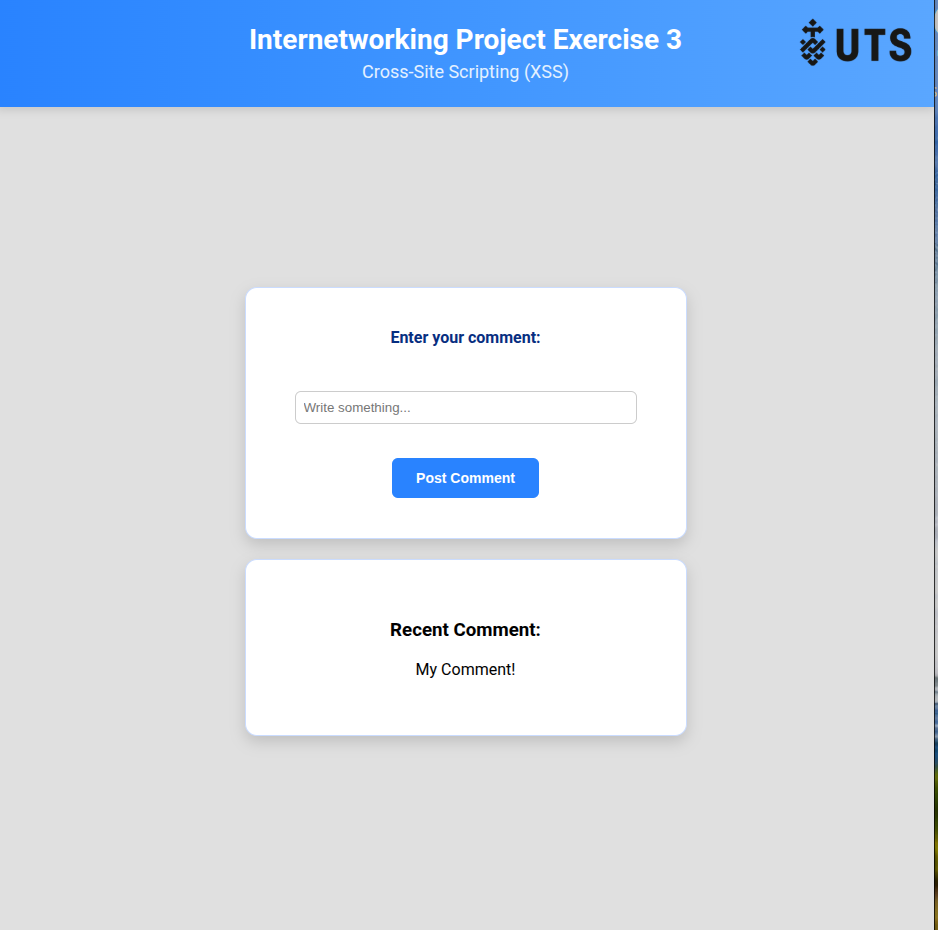 Internetworking Project Exercise 3
UTS
Cross-Site Scripting (XSS)
Enter your comment:
Write something...
Post Comment
Recent Comment:
My Comment!